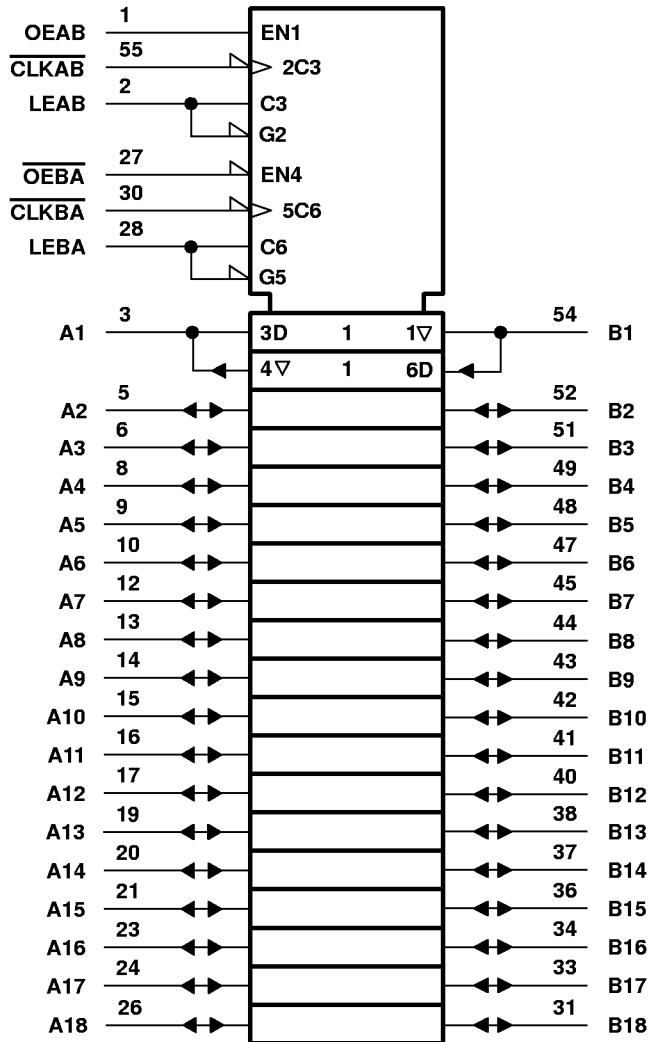 1
OEAB EN1
55
CLKAB 2C3
2
LEAB C3
G2
27
OEBA EN4
30
CLKBA 5C6
28
LEBA C6
G5
3 54
A1 3D 1 1▽ B1
4▽ 1 6D
5 52
A2 B2
6 51
A3 B3
8 49
A4 B4
9 48
A5 B5
10 47
A6 B6
12 45
A7 B7
13 44
A8 B8
14 43
A9 B9
15 42
A10 B10
16 41
A11 B11
17 40
A12 B12
19 38
A13 B13
20 37
A14 B14
21 36
A15 B15
23 34
A16 B16
24 33
A17 B17
26 31
A18 B18